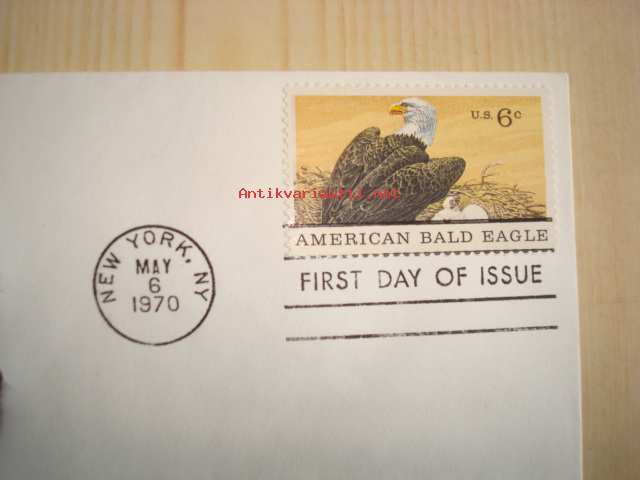 U.S. 6c
Antikvariaatti.net
AMERICAN BALD EAGLE
FIRST DAY OF ISSUE
NEW YORK, NY
MAY
6
1970